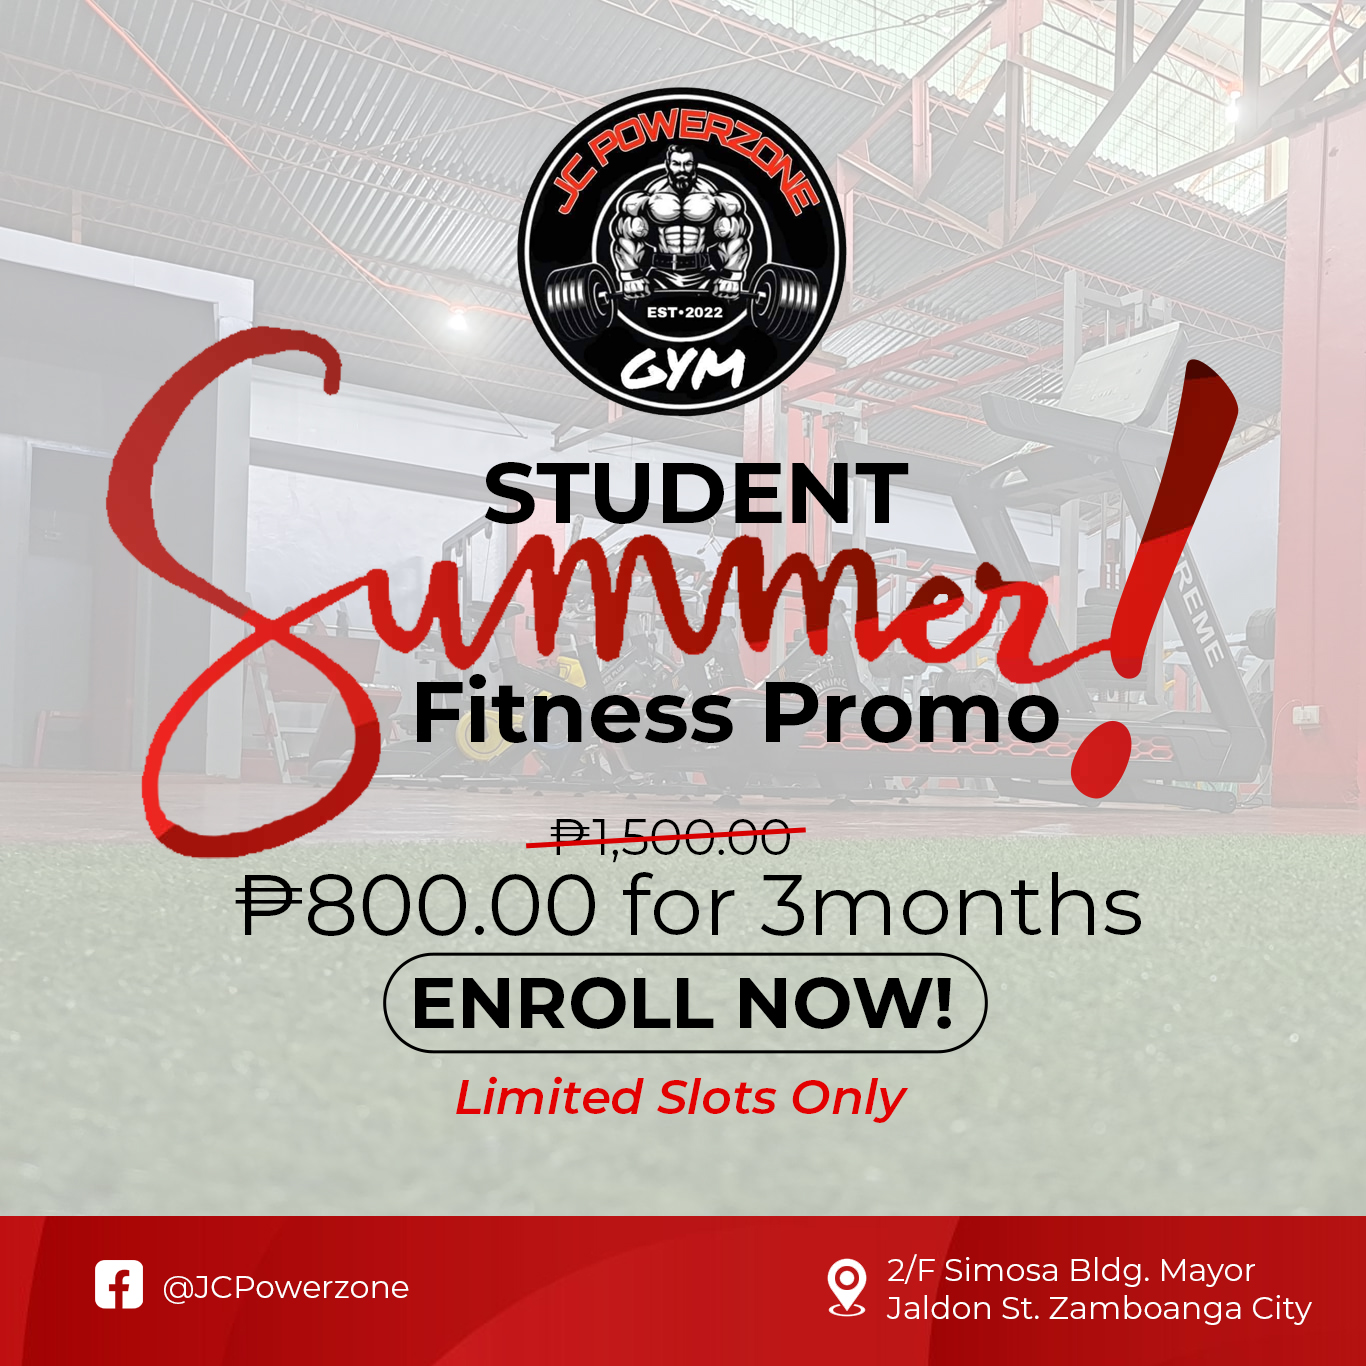 JC POWERZONE
EST•2022
GYM
STUDENT
Summer!
Fitness Promo
₱1,500.00
₱800.00 for 3months
ENROLL NOW!
Limited Slots Only
REME
@JCPowerzone
2/F Simosa Bldg. Mayor
Jaldon St. Zamboanga City